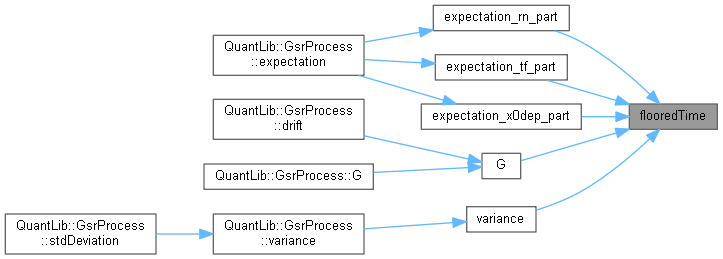 expectation_rn_part
QuantLib::GsrProcess
::expectation
expectation_tf_part
expectation_x0dep_part
flooredTime
QuantLib::GsrProcess
::drift
G
QuantLib::GsrProcess::G
variance
QuantLib::GsrProcess
::variance
QuantLib::GsrProcess
::stdDeviation